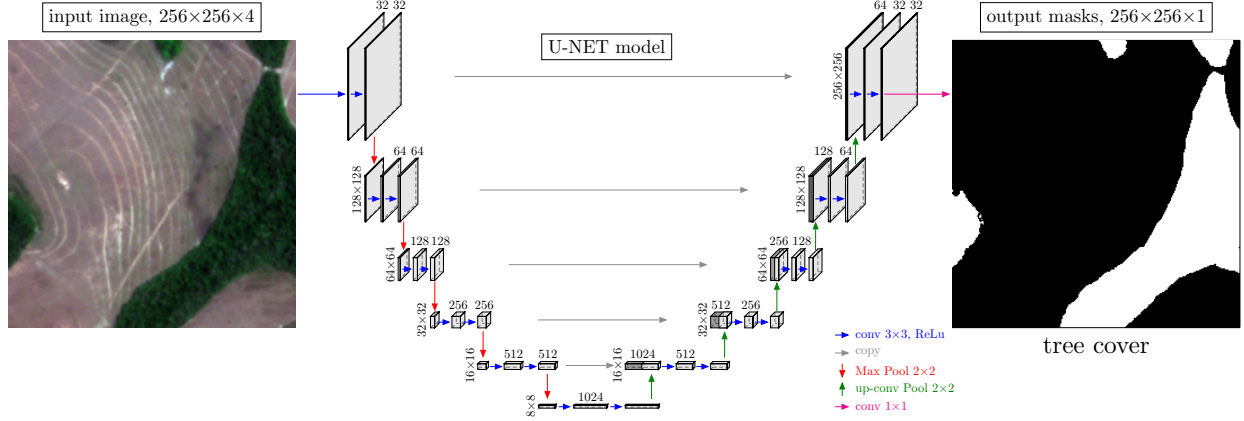 input image, 256×256×4
U-NET model
output masks, 256×256×1
32 32
64 32 32
256×256
64 64
128×128
128 64
128×128
128 128
64×64
256 128
64×64
256 256
32×32
512 256
32×32
512 512
16×16
1024 512
16×16
1024
8×8
conv 3×3, ReLu
copy
Max Pool 2×2
up-conv Pool 2×2
conv 1×1
tree cover